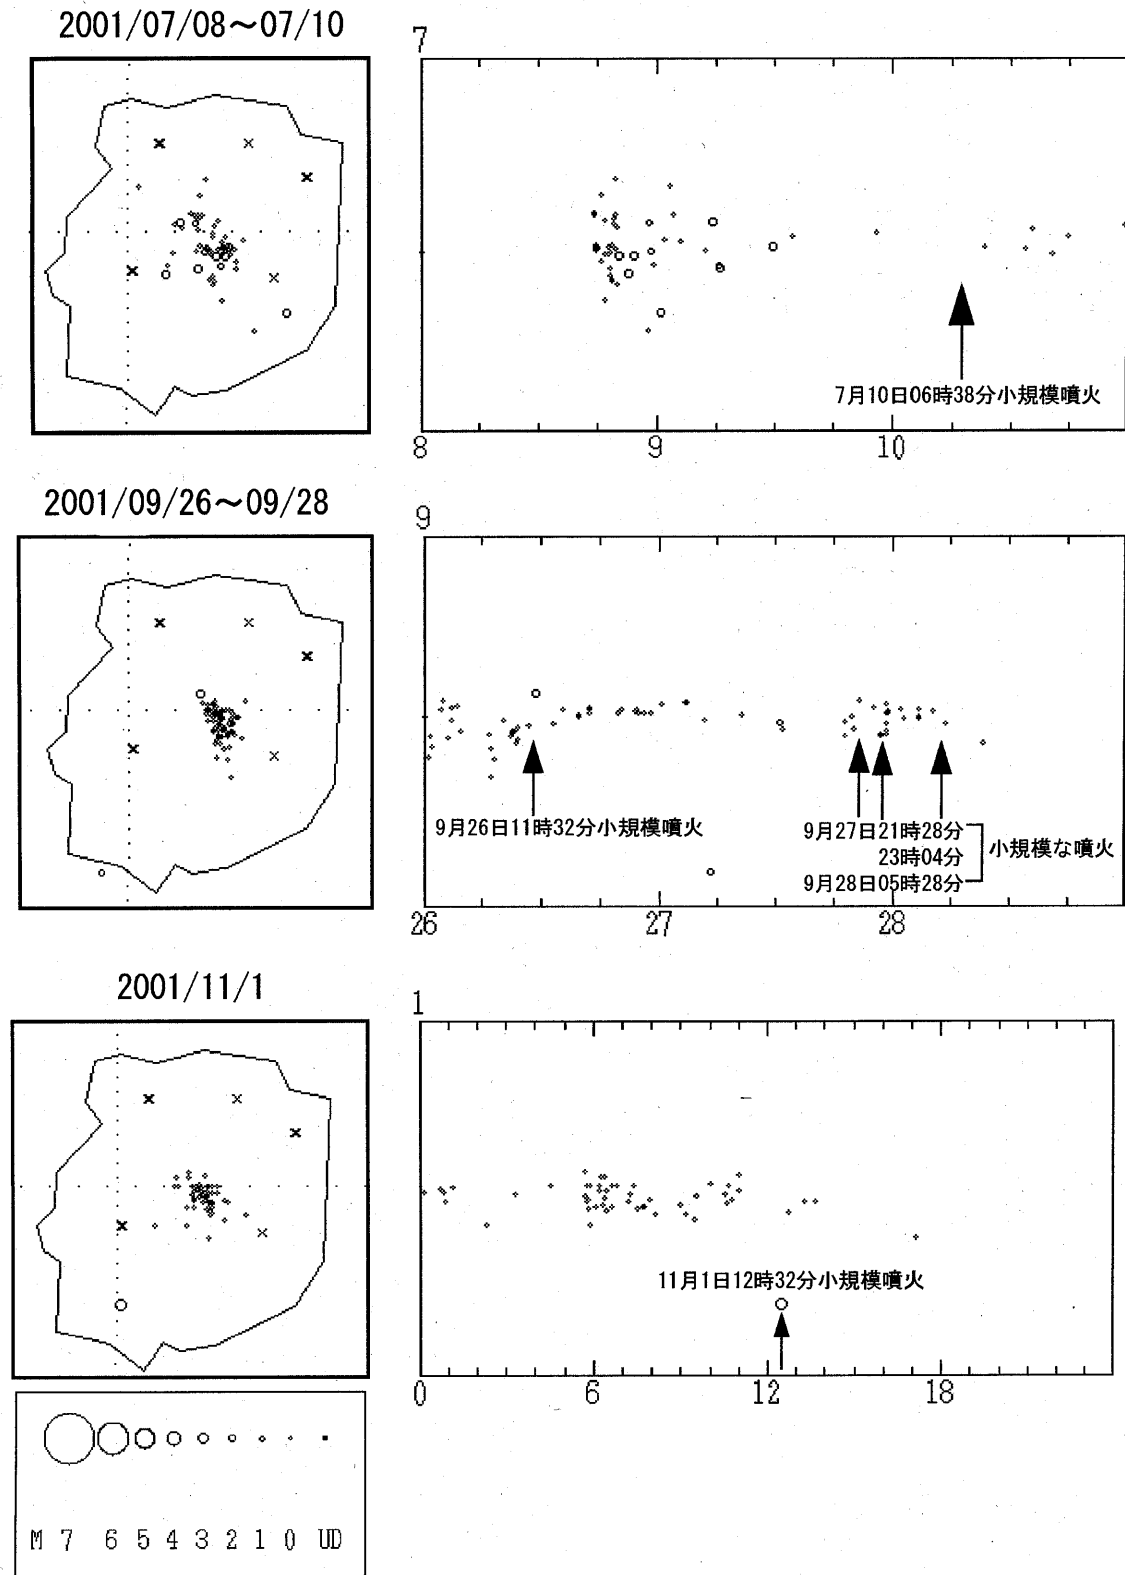 2001/07/08～07/10
7
7月10日06時38分小規模噴火
8 9 10
2001/09/26～09/28
9
9月26日11時32分小規模噴火
9月27日21時28分
23時04分
9月28日05時28分
小規模な噴火
26 27 28
2001/11/1
1
11月1日12時32分小規模噴火
0 6 12 18
M 7 6 5 4 3 2 1 0 UD